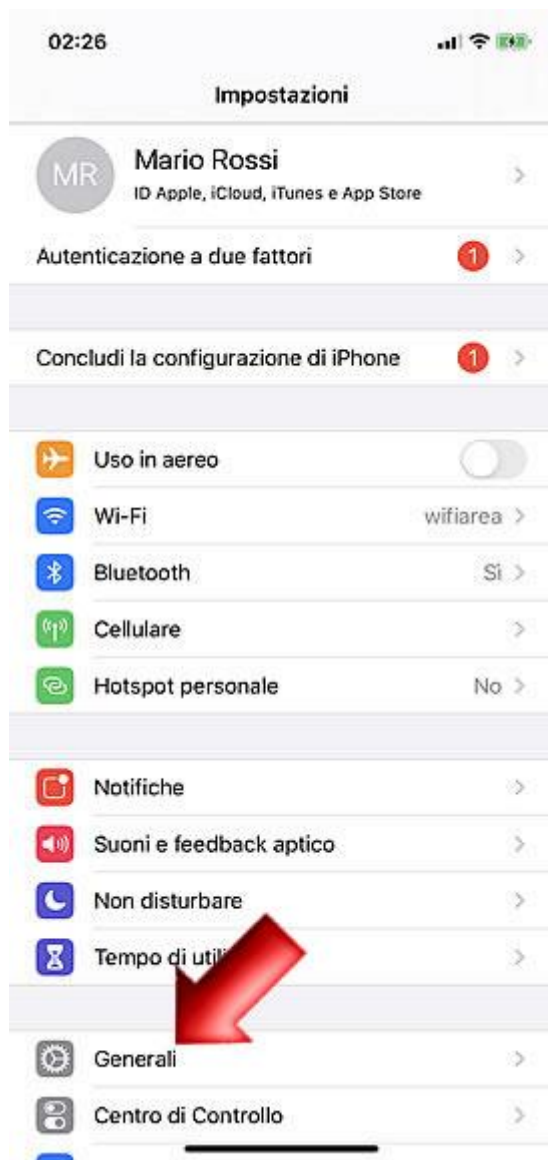 02:26
Impostazioni
MR
Mario Rossi
ID Apple, iCloud, iTunes e App Store
Autenticazione a due fattori 1
Concludi la configurazione di iPhone 1
Uso in aereo
Wi-Fi wifiarea
Bluetooth Sì
Cellulare
Hotspot personale No
Notifiche
Suoni e feedback aptico
Non disturbare
Tempo di
Generali
Centro di Controllo